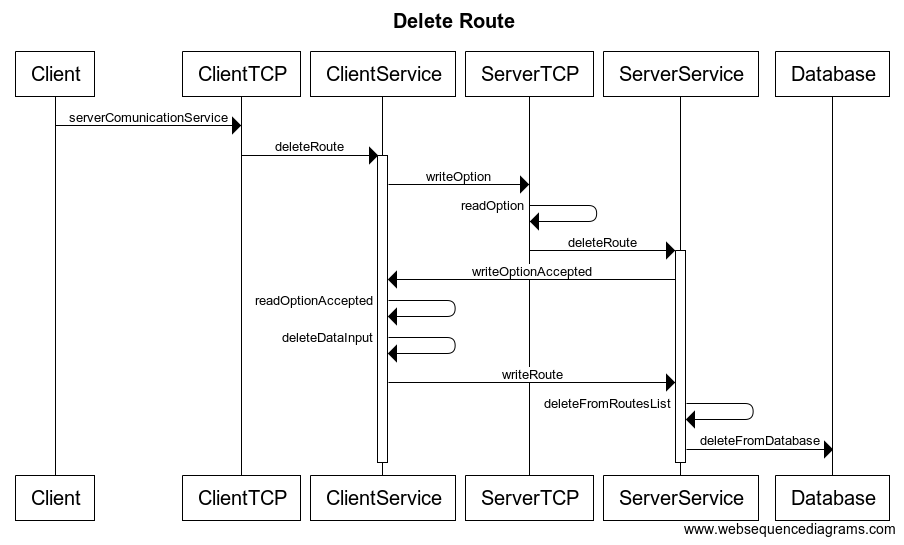 Delete Route
Client ClientTCP ClientService ServerTCP ServerService Database
serverComunicationService
deleteRoute
writeOption
readOption
deleteRoute
writeOptionAccepted
readOptionAccepted
deleteDataInput
writeRoute
deleteFromRoutesList
deleteFromDatabase
Client ClientTCP ClientService ServerTCP ServerService Database
www.websequencediagrams.com